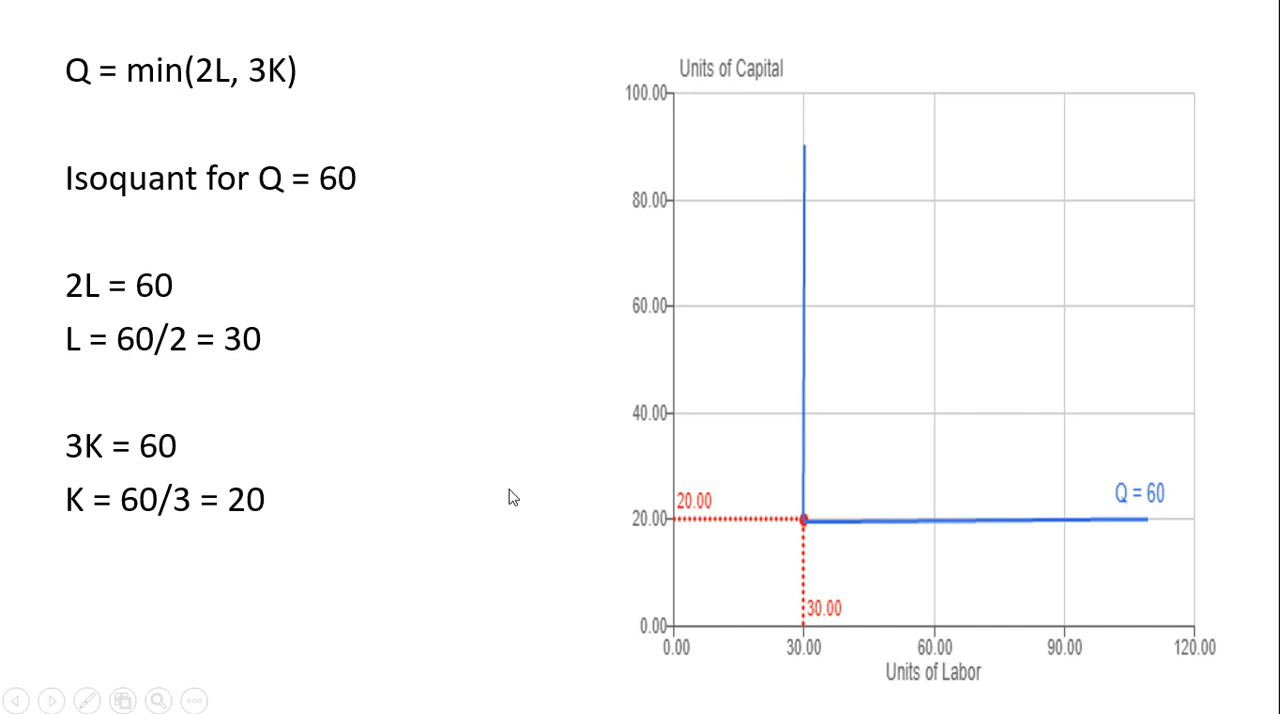 Q = min(2L, 3K)
Isoquant for Q = 60
2L = 60
L = 60/2 = 30
3K = 60
K = 60/3 = 20
Units of Capital
100.00
80.00
60.00
40.00
20.00
20.00
0.00
Q = 60
30.00
0.00 30.00 60.00 90.00 120.00
Units of Labor